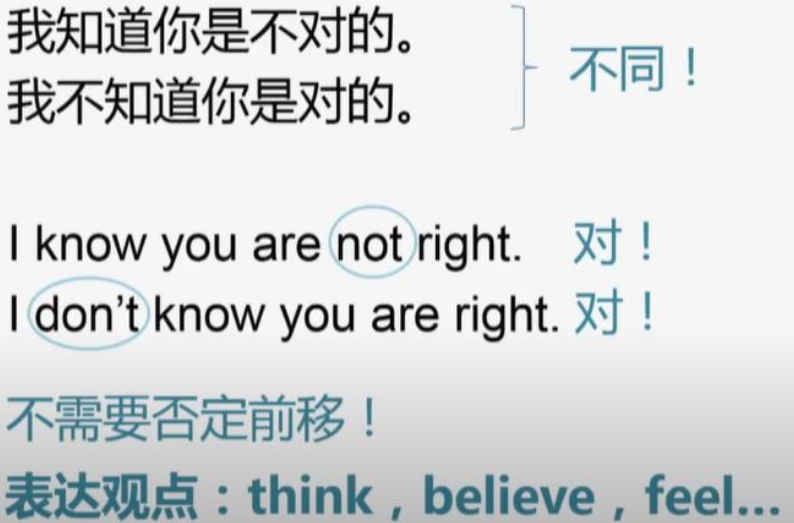 我知道你是不对的。
我不知道你是对的。
不同！
I know you are not right. 对！
I don't know you are right. 对！
不需要否定前移！
表达观点：think，believe，feel...